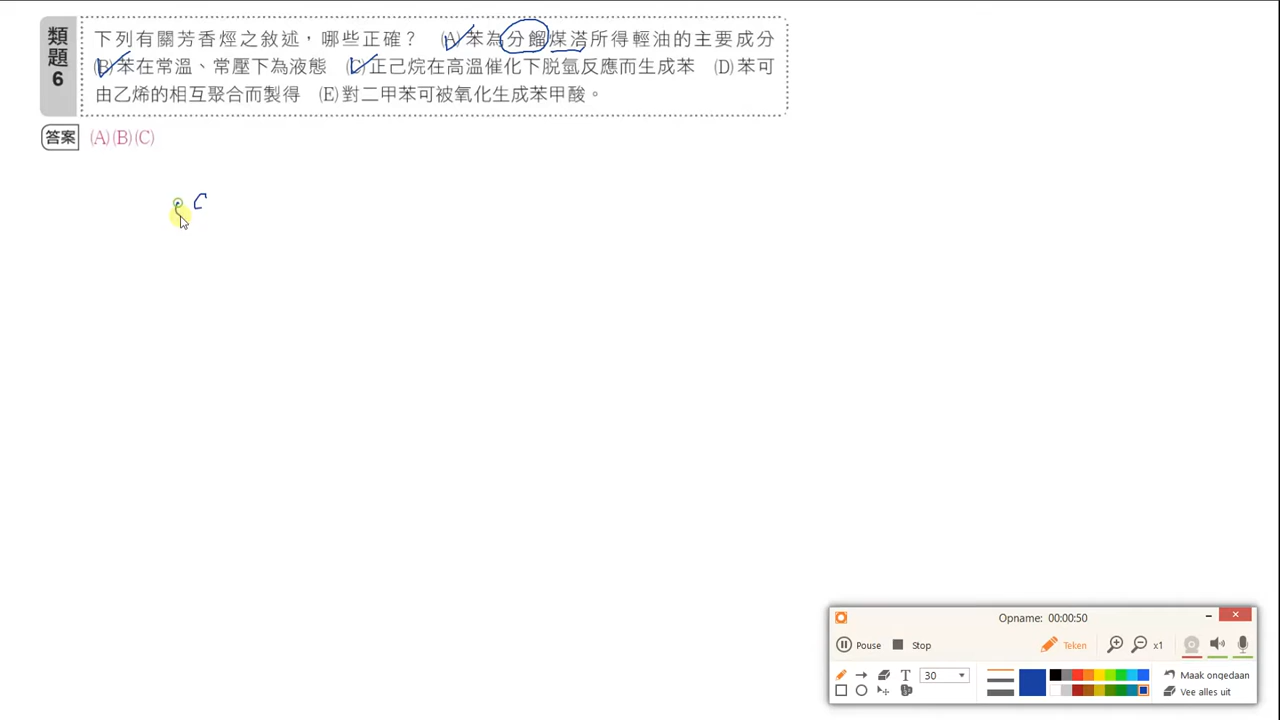 類題6
下列有關芳香烴之敘述，哪些正確？ (A)苯為分餾煤溚所得輕油的主要成分
(B)苯在常溫、常壓下為液態 (C)正己烷在高溫催化下脫氫反應而生成苯 (D)苯可
由乙烯的相互聚合而製得 (E)對二甲苯可被氧化生成苯甲酸。
答案 (A)(B)(C)
C
Opname: 00:00:50
Pause Stop Teken x1
T 30 Maak ongedaan
Vee alles uit